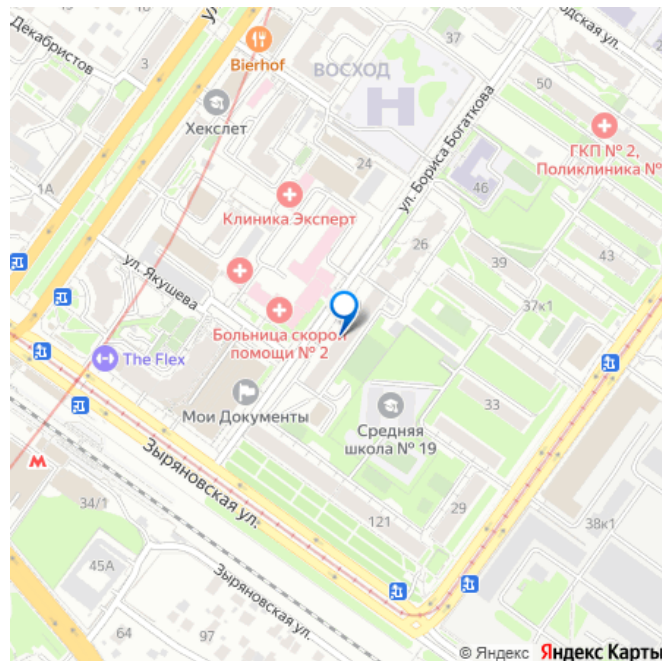 Декабристов
3
Bierhof
37
ВОСХОД
50
Хекслет
ул. Бориса Богаткова
24
ГКП № 2,
Поликлиника №
46
1А
Клиника Эксперт
26
39
43
ул. Якушева
37к1
Больница скорой
помощи № 2
The Flex
Мои Документы
33
Средняя
школа № 19
Зыряновская ул.
34/1
121
29
38к1
45А
64
97
Зыряновская ул.
© Яндекс Яндекс Карты